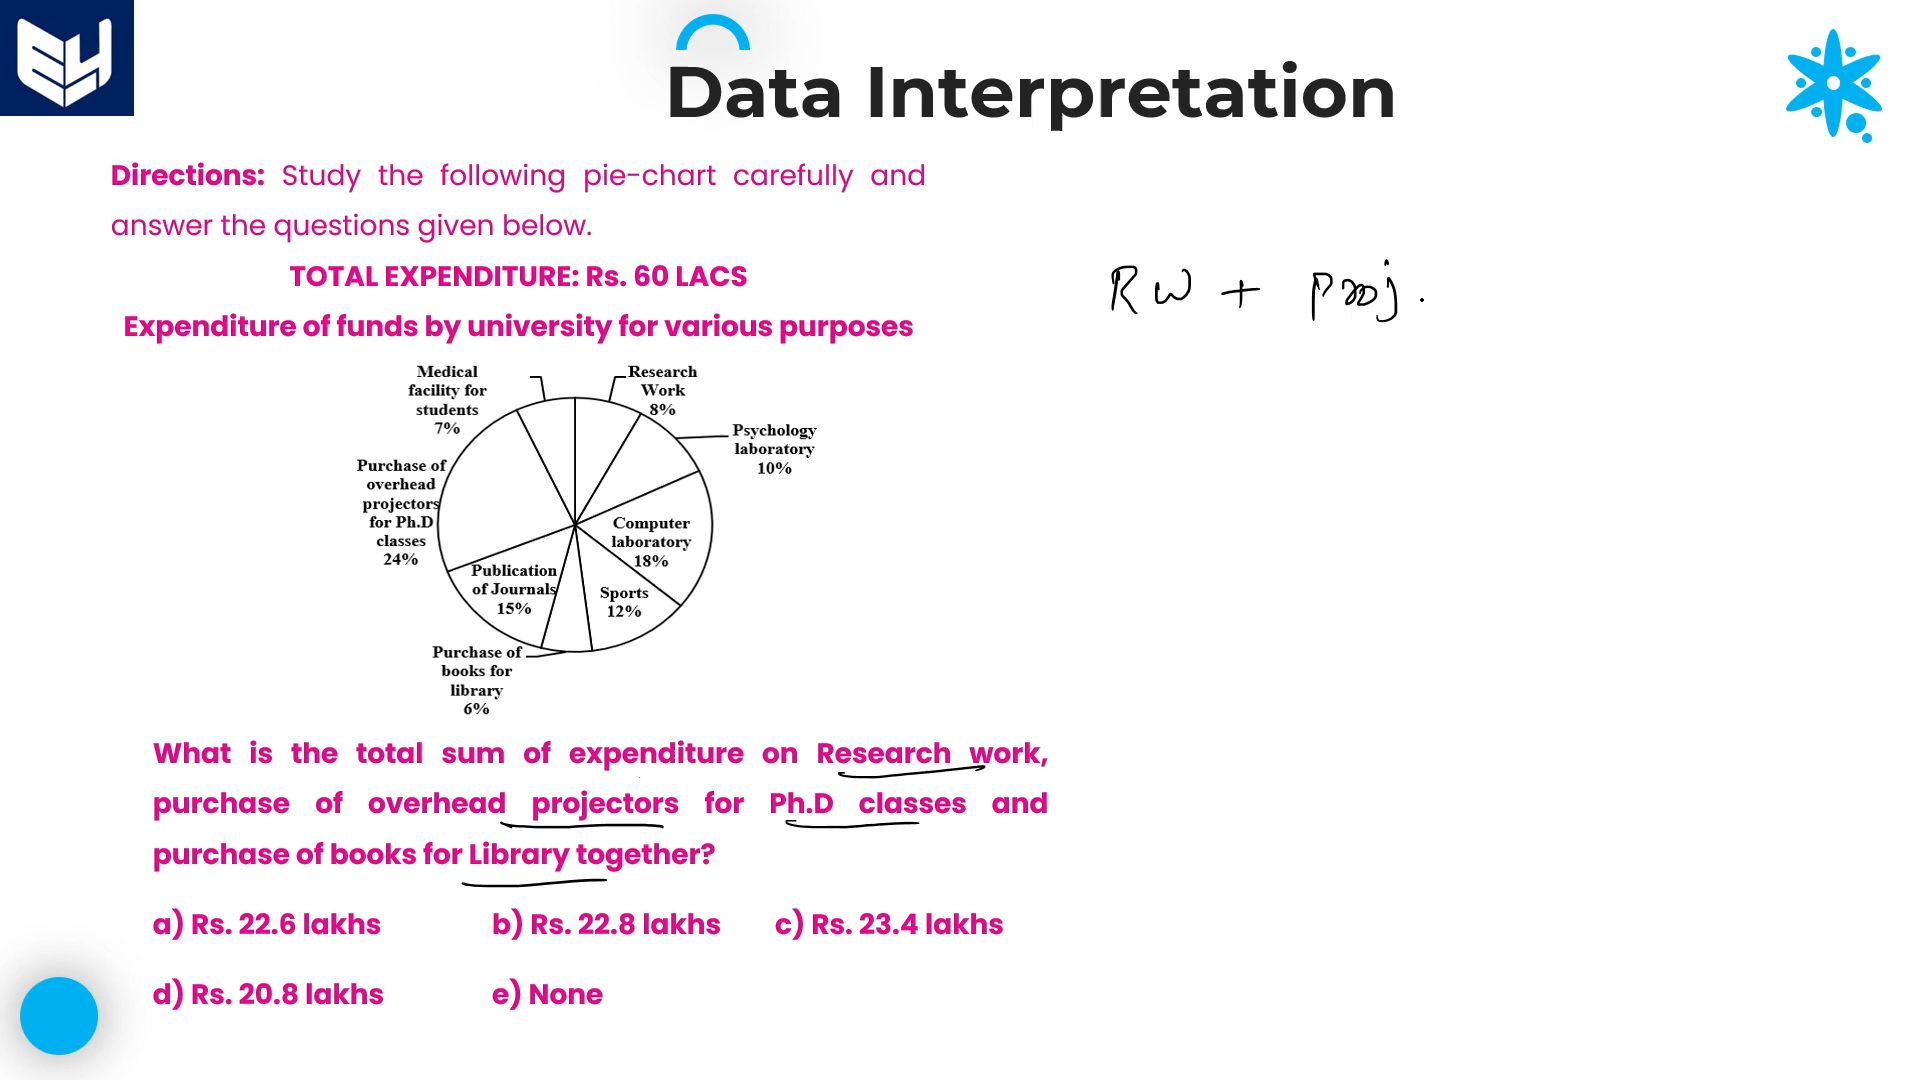 Data Interpretation
Directions: Study the following pie-chart carefully and
answer the questions given below.
TOTAL EXPENDITURE: Rs. 60 LACS
Expenditure of funds by university for various purposes
RW + Proj.
Medical
facility for
students
7%
Research
Work
8%
Psychology
laboratory
10%
Purchase of
overhead
projectors
for Ph.D
classes
24%
Computer
laboratory
18%
Publication
of Journals
15%
Sports
12%
Purchase of
books for
library
6%
What is the total sum of expenditure on Research work,
purchase of overhead projectors for Ph.D classes and
purchase of books for Library together?
a) Rs. 22.6 lakhs b) Rs. 22.8 lakhs c) Rs. 23.4 lakhs
d) Rs. 20.8 lakhs e) None